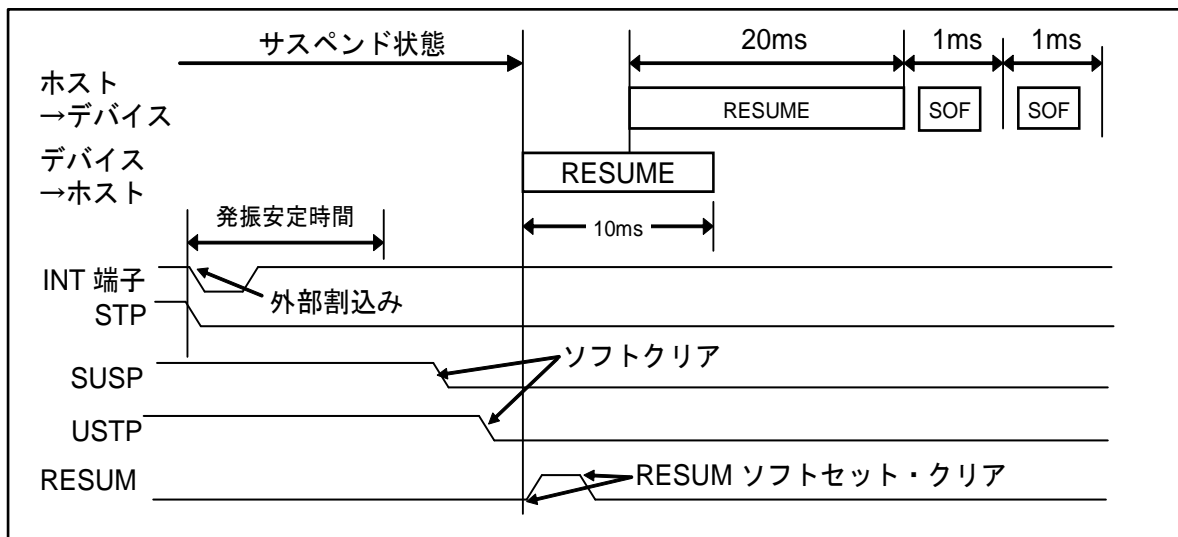 サスペンド状態
20ms
1ms
1ms
ホスト
→デバイス
RESUME
SOF
SOF
デバイス
→ホスト
RESUME
発振安定時間
10ms
INT 端子
外部割込み
STP
ソフトクリア
SUSP
USTP
RESUM
RESUM ソフトセット・クリア